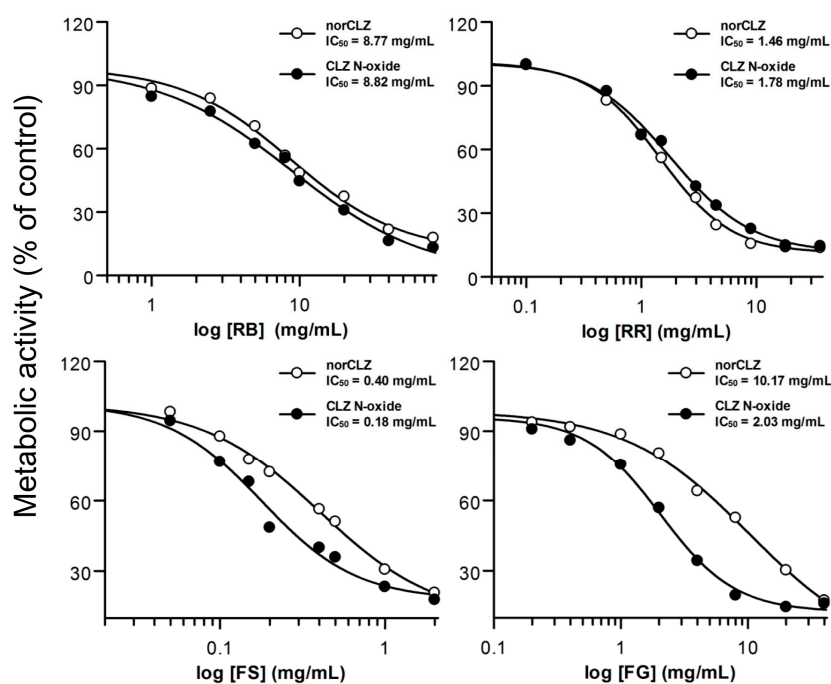 Metabolic activity (% of control)
120
90
60
30
0
norCLZ
IC50 = 8.77 mg/mL
CLZ N-oxide
IC50 = 8.82 mg/mL
1
10
log [RB] (mg/mL)
120
90
60
30
0
norCLZ
IC50 = 1.46 mg/mL
CLZ N-oxide
IC50 = 1.78 mg/mL
0.1
1
10
log [RR] (mg/mL)
120
90
60
30
norCLZ
IC50 = 0.40 mg/mL
CLZ N-oxide
IC50 = 0.18 mg/mL
0.1
1
log [FS] (mg/mL)
120
90
60
30
norCLZ
IC50 = 10.17 mg/mL
CLZ N-oxide
IC50 = 2.03 mg/mL
0.1
1
10
log [FG] (mg/mL)